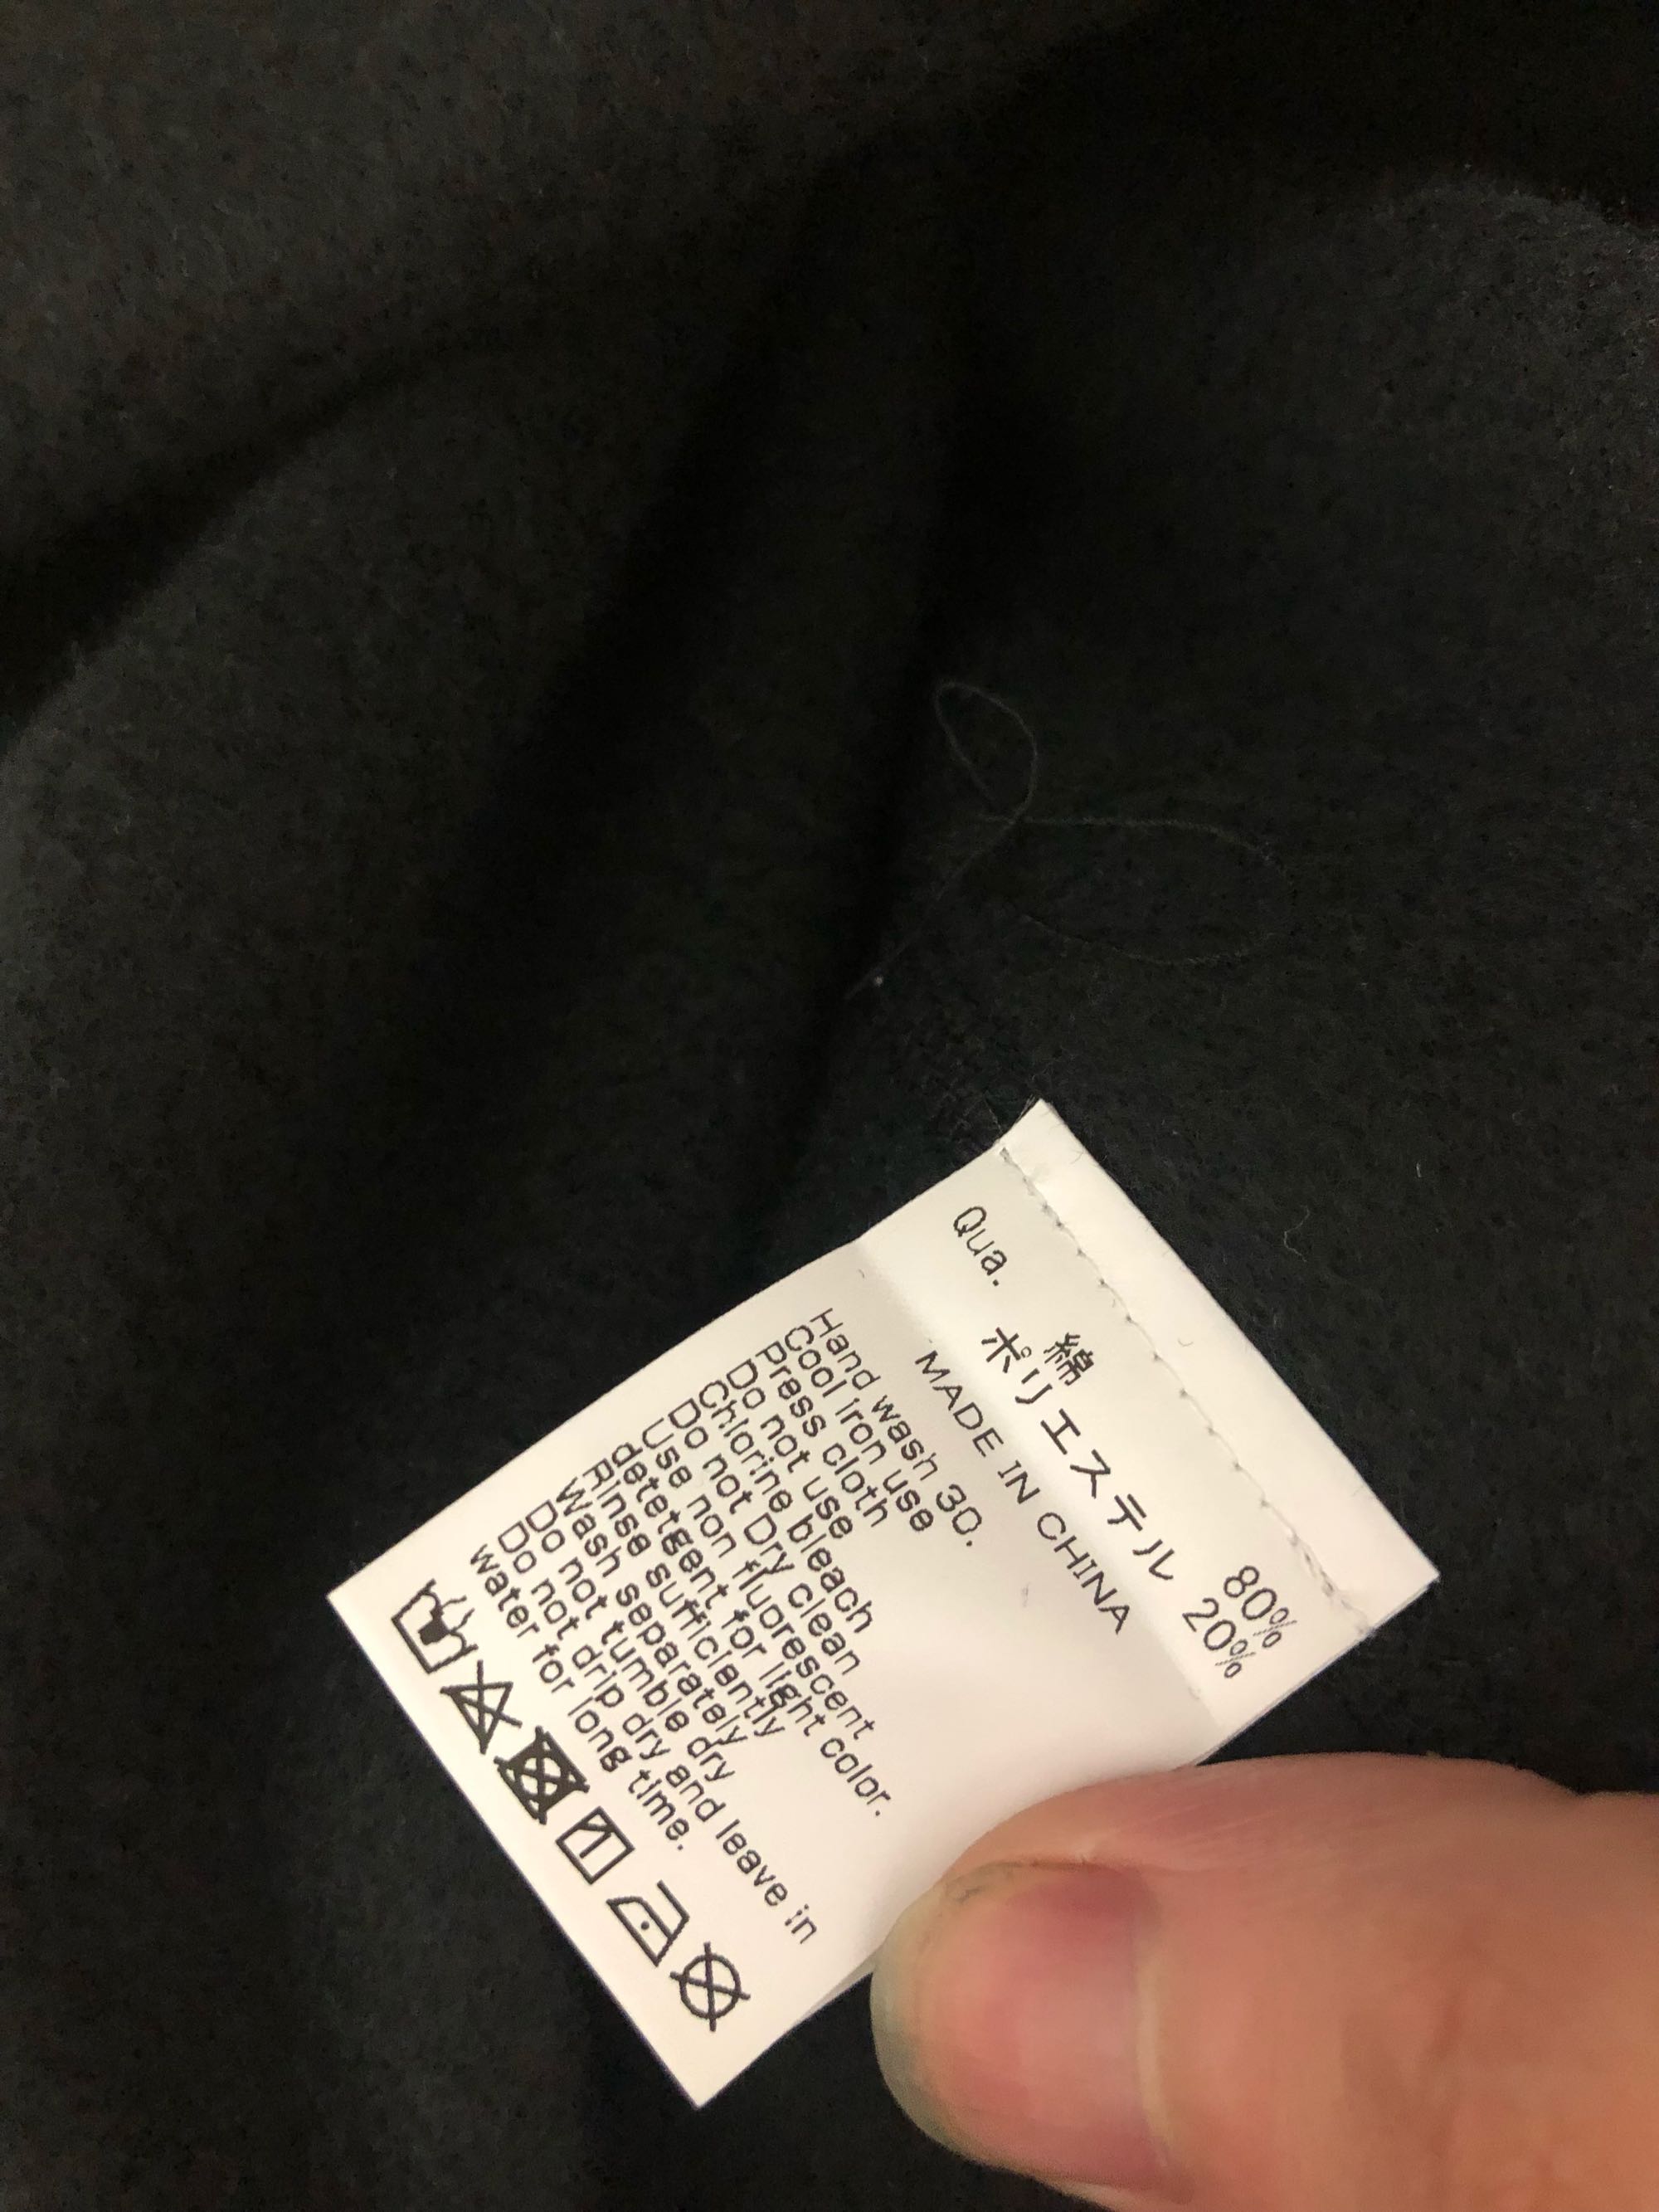 Qua. 綿 80%
ポリエステル 20%
MADE IN CHINA
Hand wash 30.
Cool iron use
Press cloth
Do not use
Chlorine bleach
Do not Dry clean
Use non fluorescent
detetgent for light color.
Rinse sufficiently
Wash separately
Do not tumble dry
Do not drip dry and leave in
water for long time.